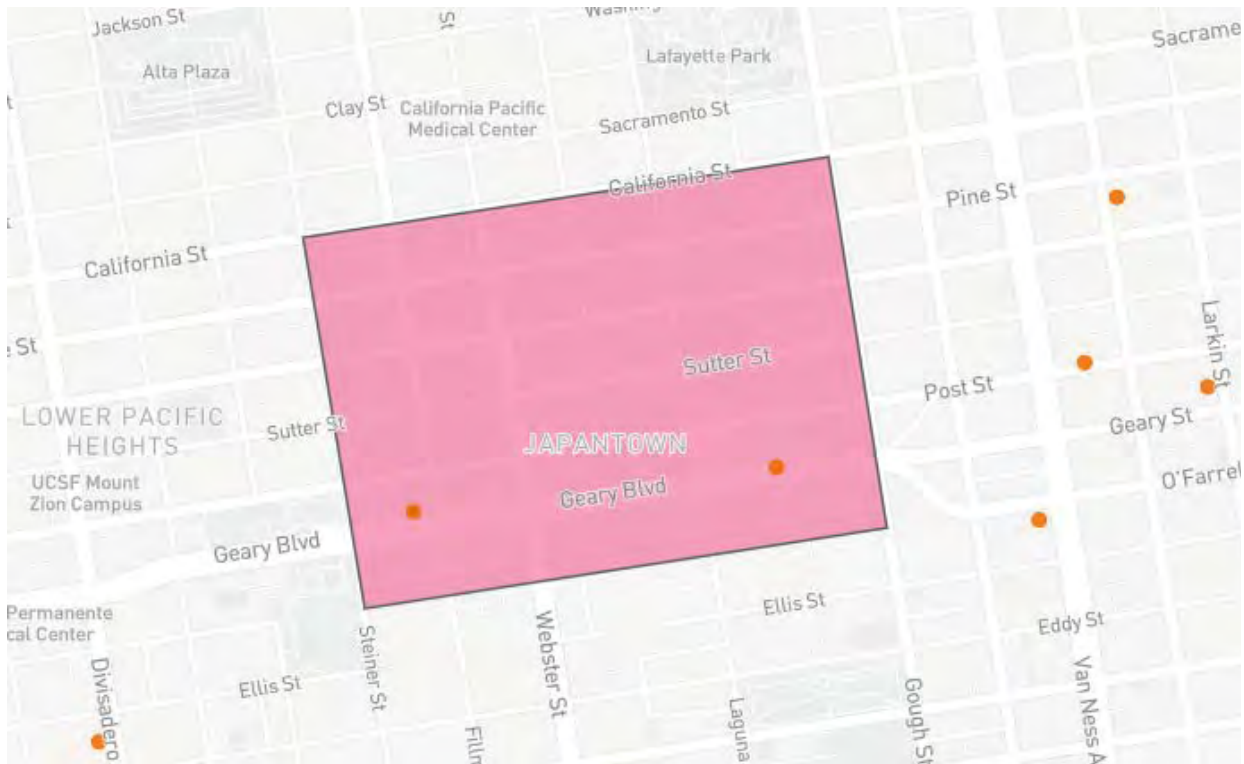 Jackson St
St
Alta Plaza
Lafayette Park
Clay St
California Pacific
Medical Center
Sacramento St
California St
Pine St
California St
Larkin St
Sutter St
Post St
LOWER PACIFIC
HEIGHTS
Sutter St
JAPANTOWN
Geary St
UCSF Mount
Zion Campus
Geary Blvd
O'Farrel
Geary Blvd
Permanente
cal Center
Ellis St
Eddy St
Steiner St
Webster St
Divisadero
Ellis St
Laguna
Gough St
Van Ness A
Sacrame
St